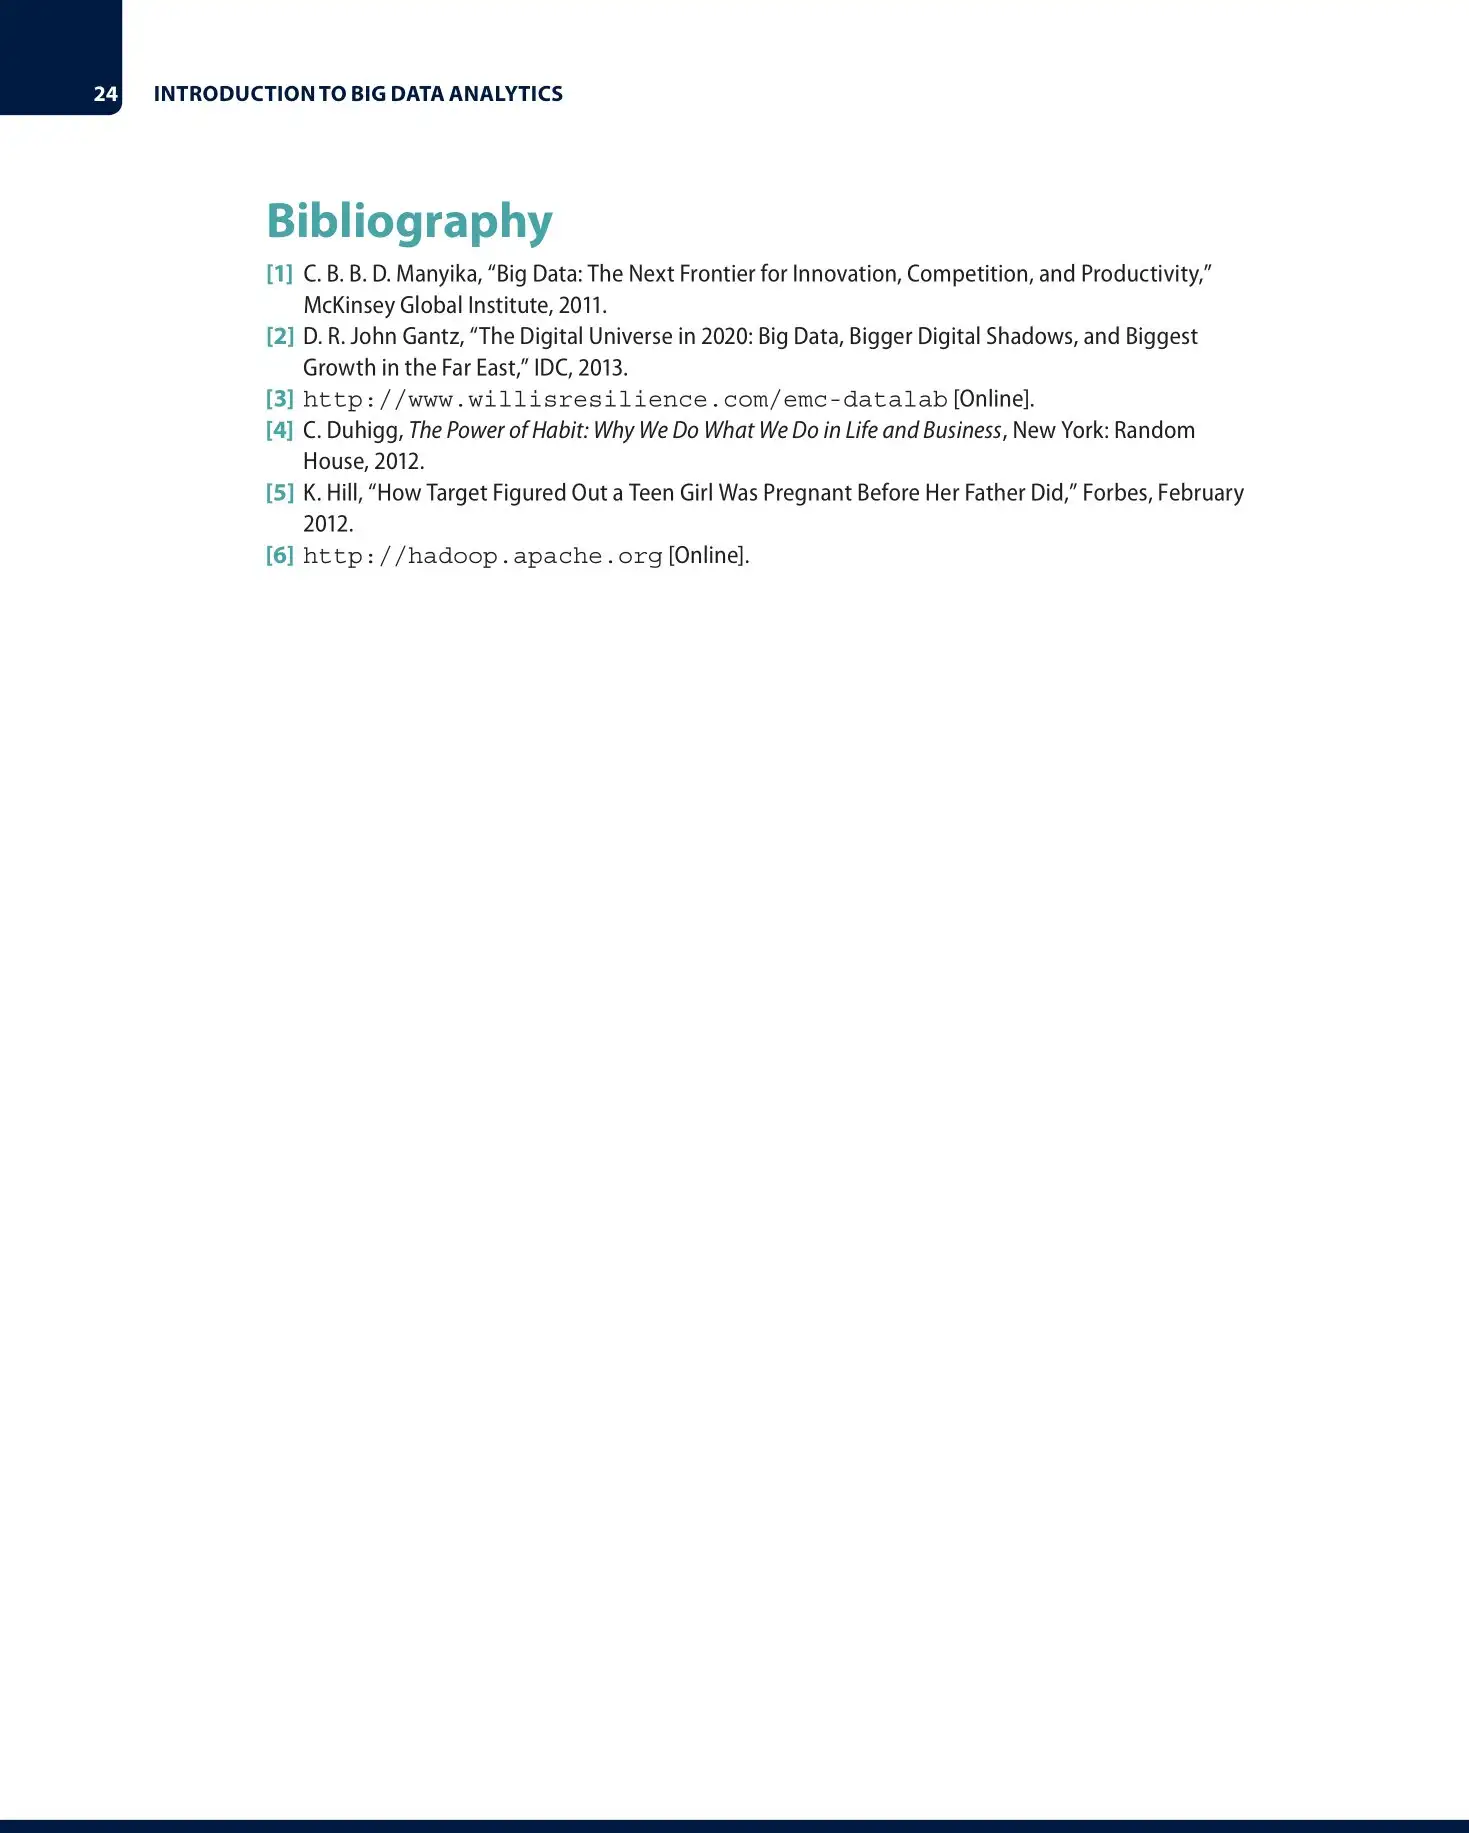 24 INTRODUCTION TO BIG DATA ANALYTICS
Bibliography
[1] C. B. B. D. Manyika, “Big Data: The Next Frontier for Innovation, Competition, and Productivity,”
McKinsey Global Institute, 2011.
[2] D. R. John Gantz, “The Digital Universe in 2020: Big Data, Bigger Digital Shadows, and Biggest
Growth in the Far East,” IDC, 2013.
[3] http://www.willisresilience.com/emc-datalab [Online].
[4] C. Duhigg, The Power of Habit: Why We Do What We Do in Life and Business, New York: Random
House, 2012.
[5] K. Hill, “How Target Figured Out a Teen Girl Was Pregnant Before Her Father Did,” Forbes, February
2012.
[6] http://hadoop.apache.org [Online].